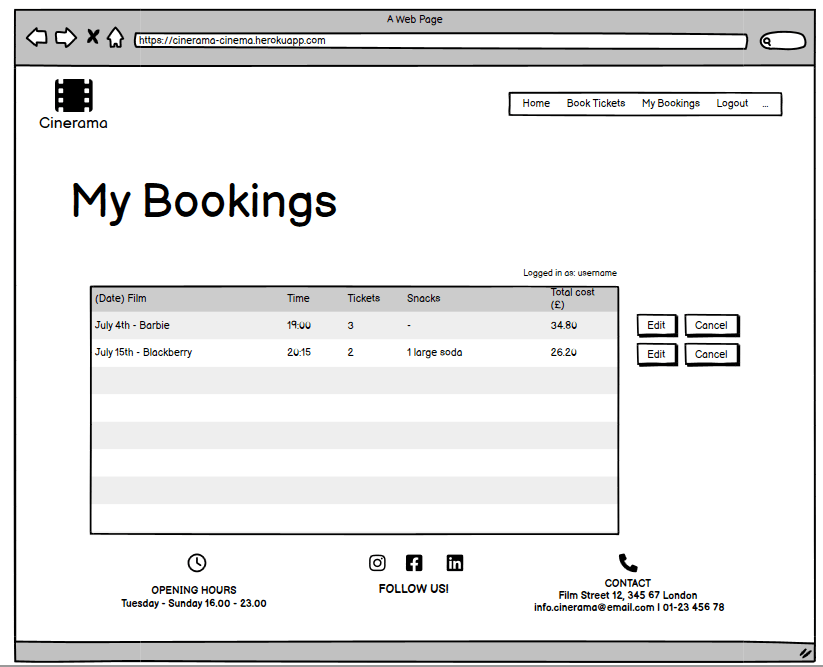 A Web Page
https://cinerama-cinema.herokuapp.com
Cinerama
Home Book Tickets My Bookings Logout ...
My Bookings
Logged in as: username
(Date) Film Time Tickets Snacks Total cost (£)
July 4th - Barbie 19:00 3 - 34.80 Edit Cancel
July 15th - Blackberry 20:15 2 1 large soda 26.20 Edit Cancel
OPENING HOURS
Tuesday - Sunday 16.00 - 23.00
FOLLOW US!
CONTACT
Film Street 12, 345 67 London
info.cinerama@email.com | 01-23 456 78